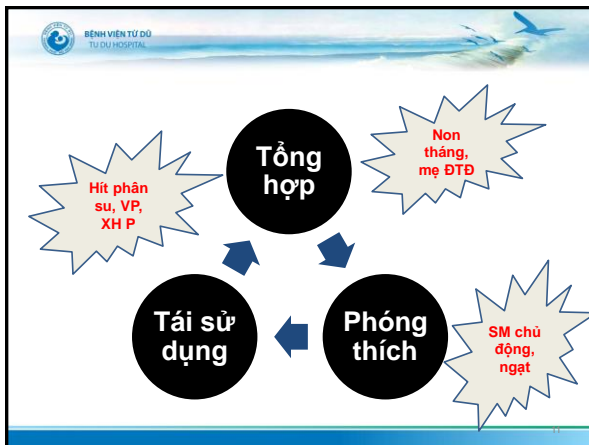 BỆNH VIỆN TỪ DŨ
TU DU HOSPITAL
Tổng
hợp
Non
tháng,
mẹ ĐTĐ
Hít phân
su, VP,
XH P
Tái sử
dụng
Phóng
thích
SM chủ
động,
ngạt